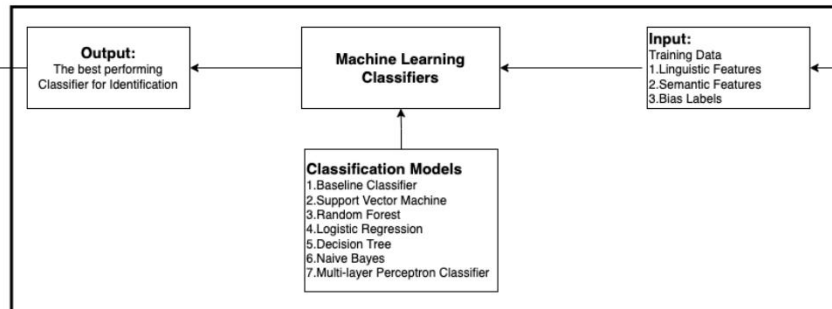 Output:
The best performing
Classifier for Identification
Machine Learning
Classifiers
Input:
Training Data
1.Linguistic Features
2.Semantic Features
3.Bias Labels
Classification Models
1.Baseline Classifier
2.Support Vector Machine
3.Random Forest
4.Logistic Regression
5.Decision Tree
6.Naive Bayes
7.Multi-layer Perceptron Classifier